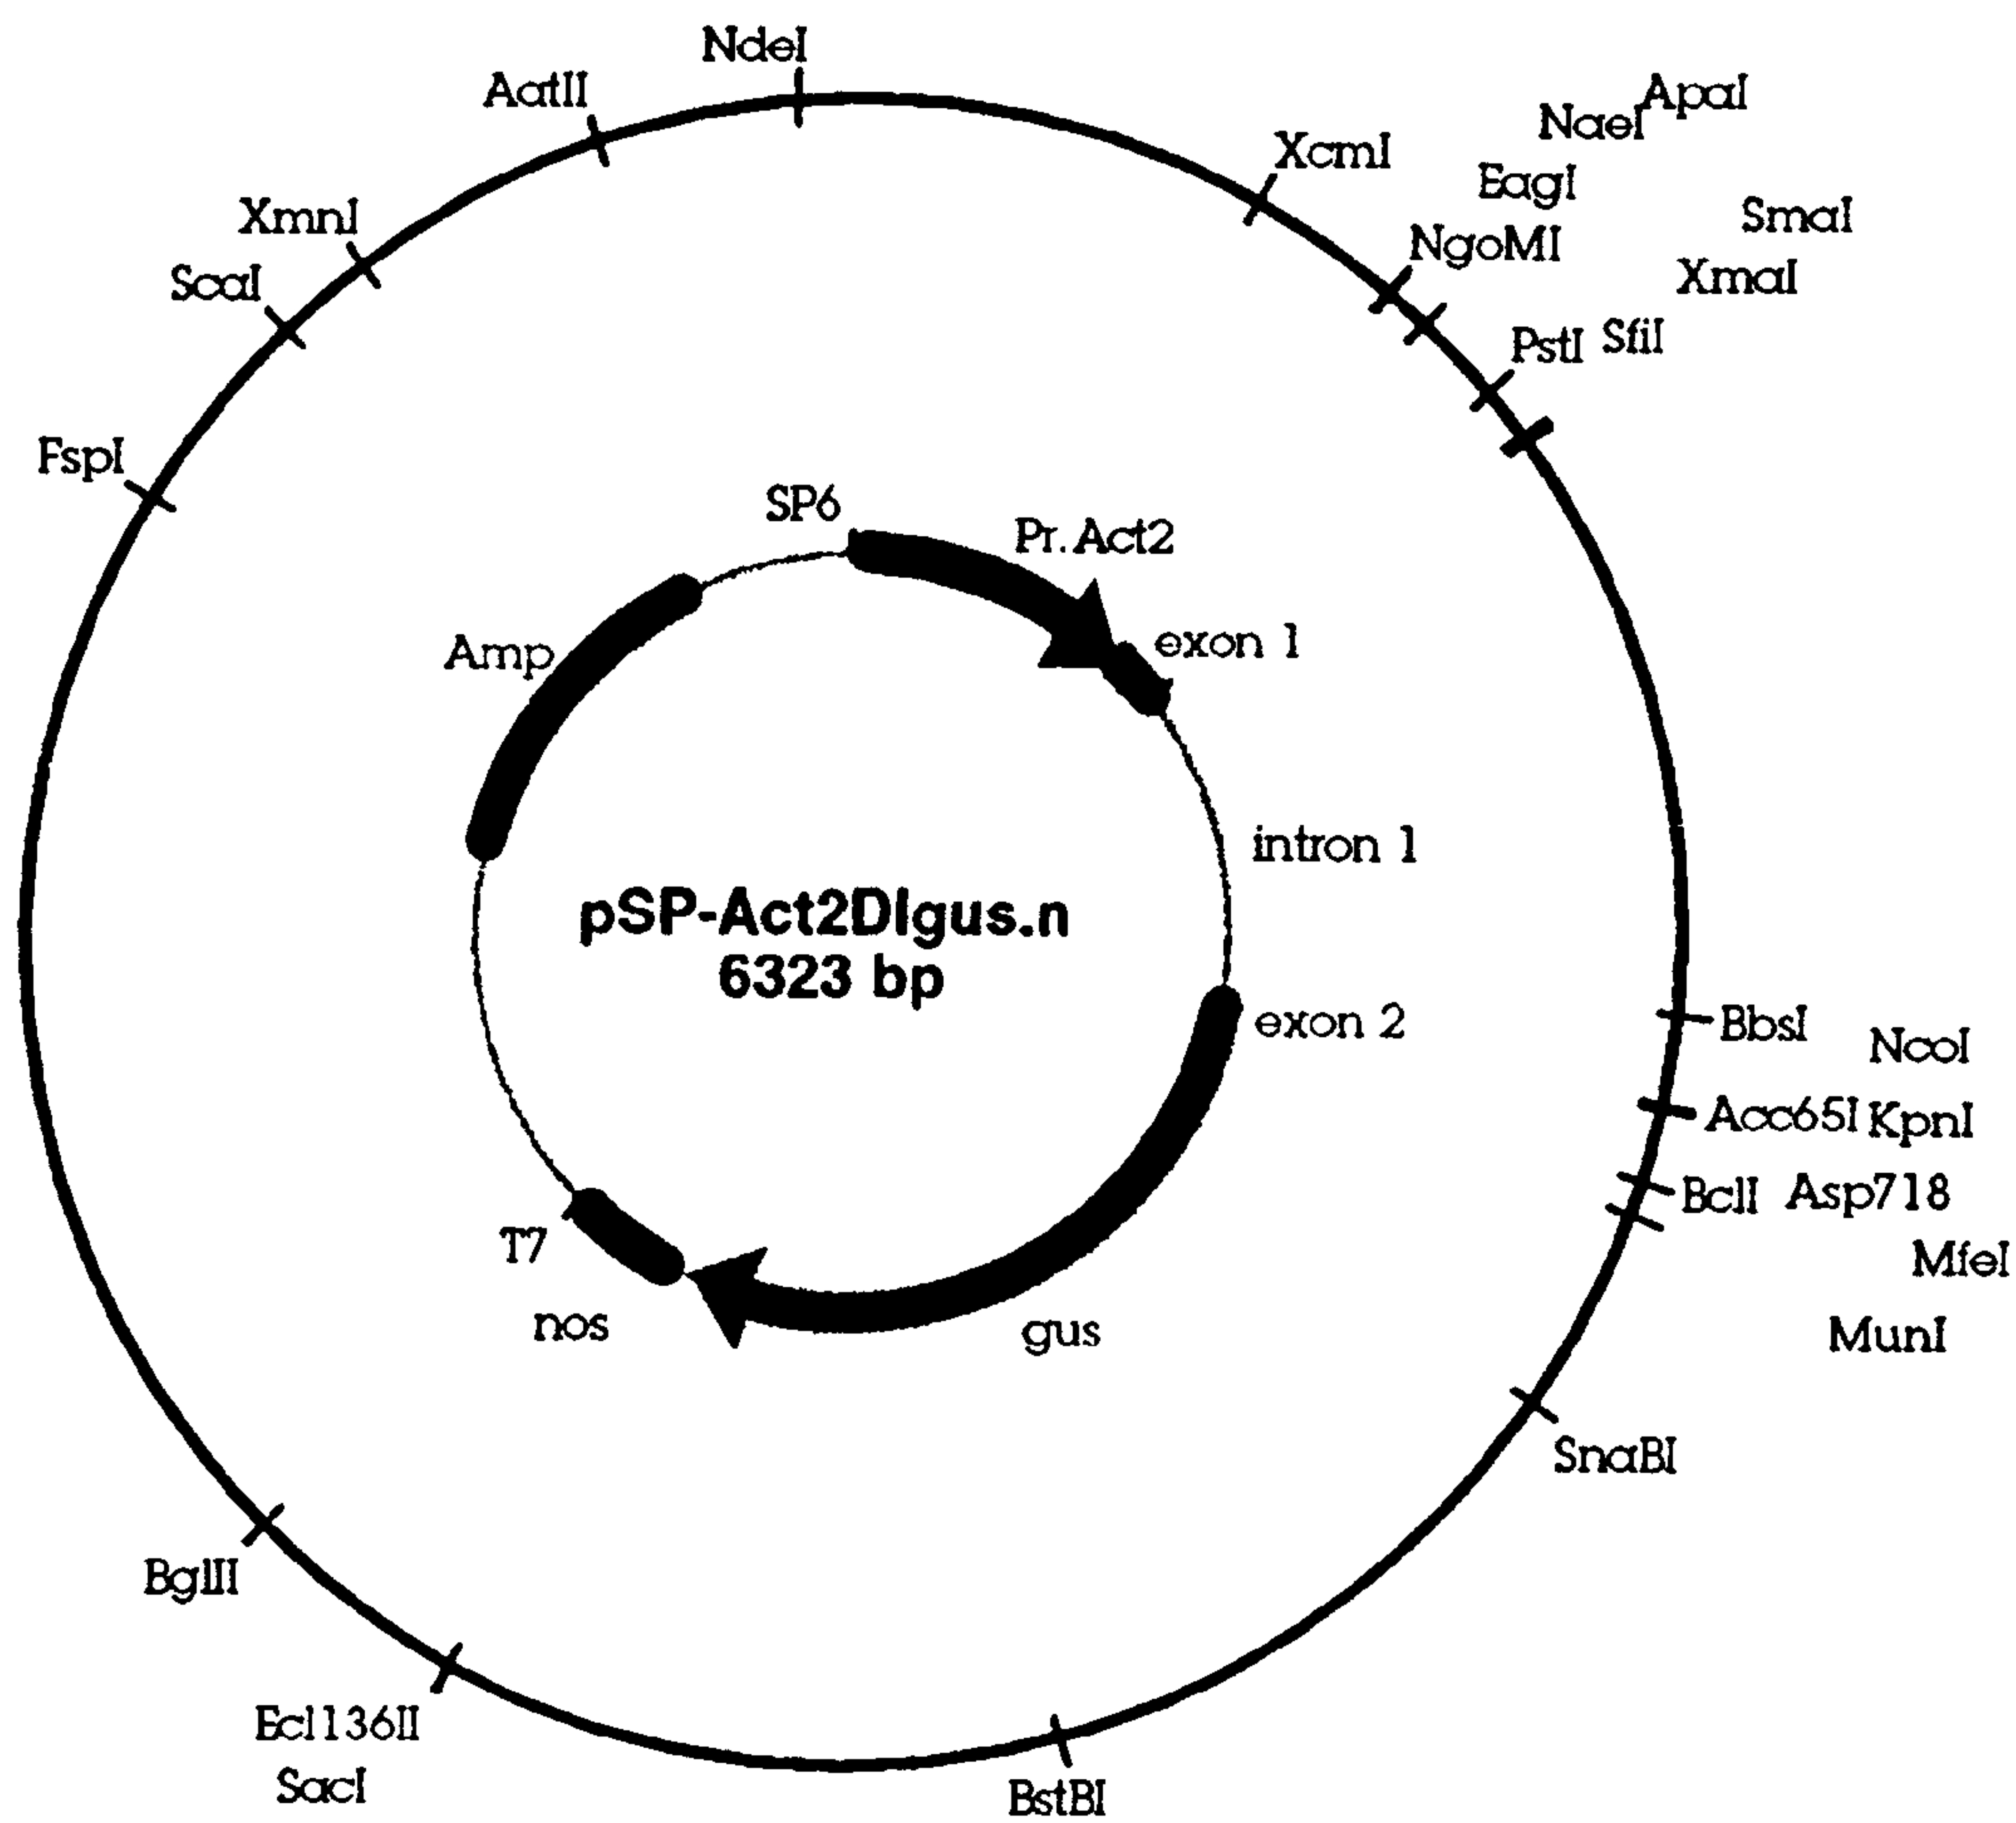 NdeI
AatII
ApaI
NaeI
XcmI
EagI
XmnI
SmaI
NgoMI
ScaI
XmaI
PstI SfiI
FspI
SP6
Pr. Act2
Amp
exon 1
intron 1
pSP-Act2DIgus.n
6323 bp
exon 2
BbsI
NcoI
Acc65I KpnI
BclI Asp718
T7
MfeI
nos
gus
MunI
SnaBI
BglII
Ecl136II
SacI
BstBI